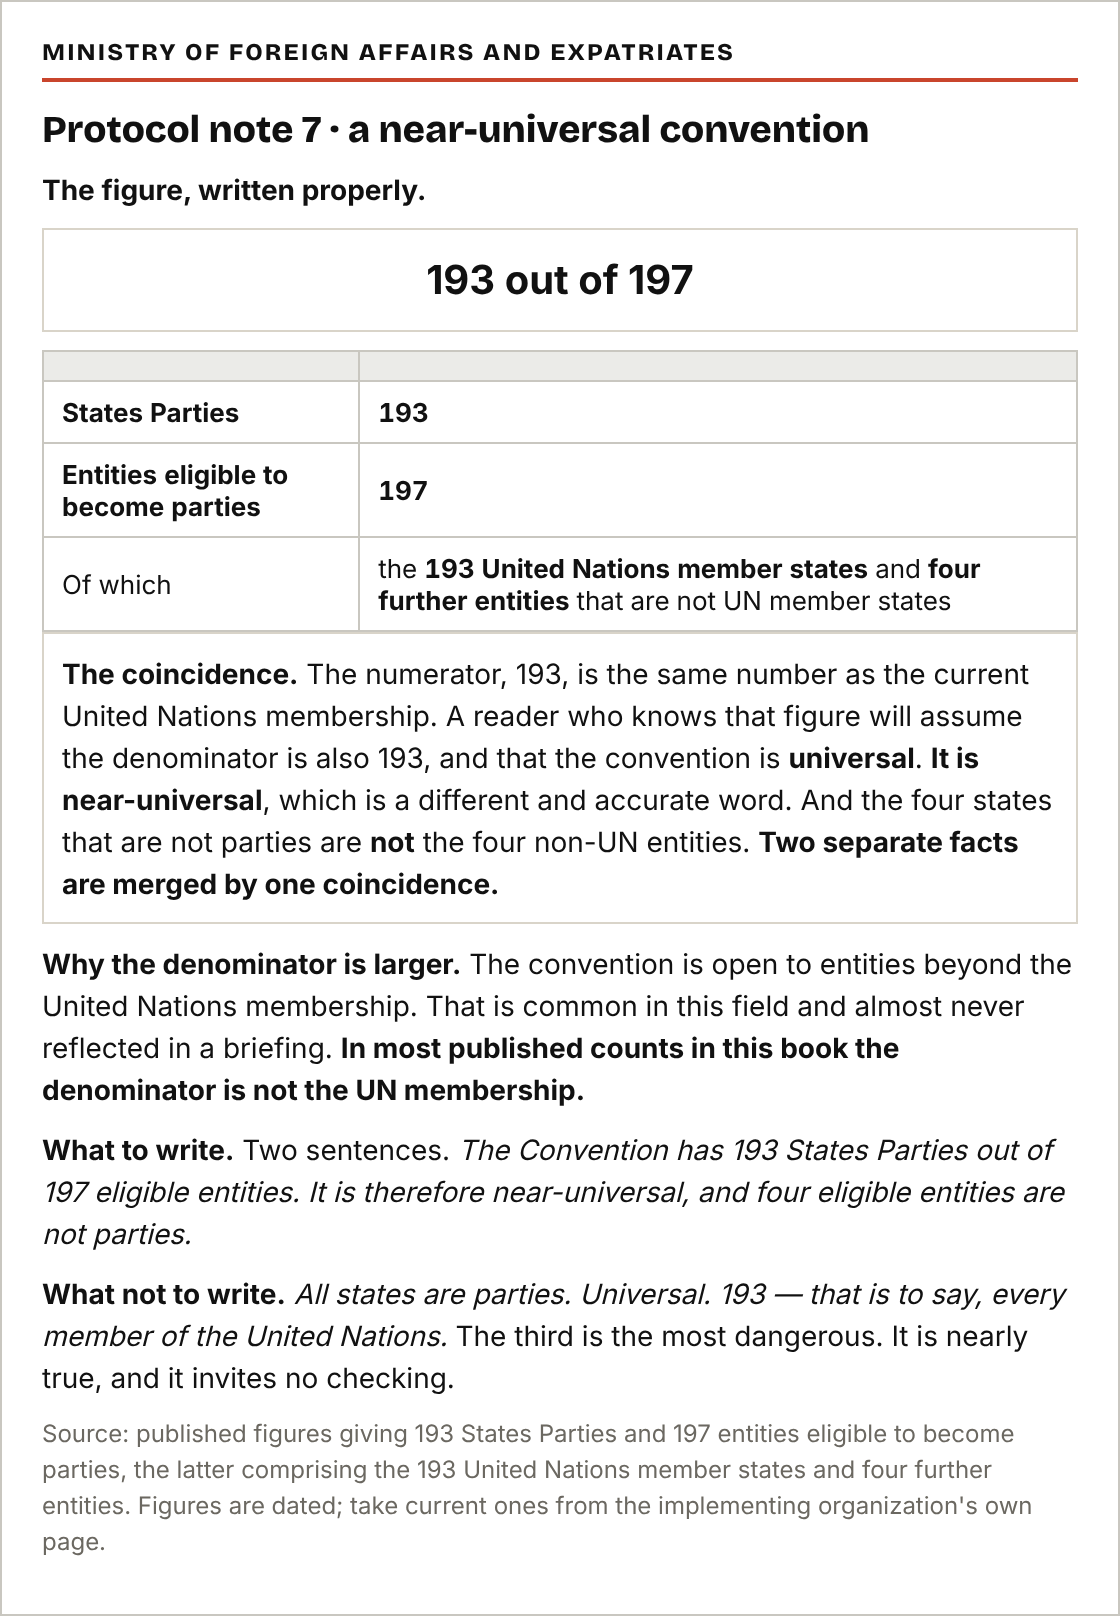 MINISTRY OF FOREIGN AFFAIRS AND EXPATRIATES
Protocol note 7 · a near-universal convention
The figure, written properly.
193 out of 197
States Parties
193
Entities eligible to
become parties
197
Of which
the 193 United Nations member states and four
further entities that are not UN member states
The coincidence. The numerator, 193, is the same number as the current
United Nations membership. A reader who knows that figure will assume
the denominator is also 193, and that the convention is universal. It is
near-universal, which is a different and accurate word. And the four states
that are not parties are not the four non-UN entities. Two separate facts
are merged by one coincidence.
Why the denominator is larger. The convention is open to entities beyond the
United Nations membership. That is common in this field and almost never
reflected in a briefing. In most published counts in this book the
denominator is not the UN membership.
What to write. Two sentences. The Convention has 193 States Parties out of
197 eligible entities. It is therefore near-universal, and four eligible entities are
not parties.
What not to write. All states are parties. Universal. 193 — that is to say, every
member of the United Nations. The third is the most dangerous. It is nearly
true, and it invites no checking.
Source: published figures giving 193 States Parties and 197 entities eligible to become
parties, the latter comprising the 193 United Nations member states and four further
entities. Figures are dated; take current ones from the implementing organization's own
page.